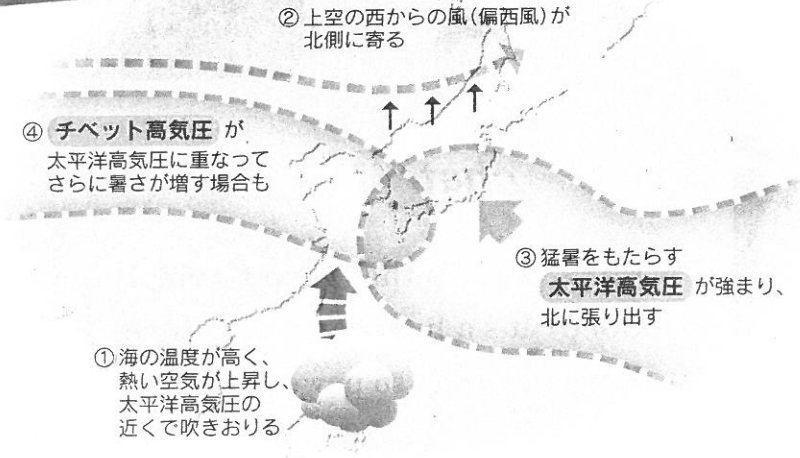 ② 上空の西からの風(偏西風)が
北側に寄る
④ チベット高気圧 が
太平洋高気圧に重なって
さらに暑さが増す場合も
③ 猛暑をもたらす
太平洋高気圧 が強まり、
北に張り出す
① 海の温度が高く、
熱い空気が上昇し、
太平洋高気圧の
近くで吹きおりる